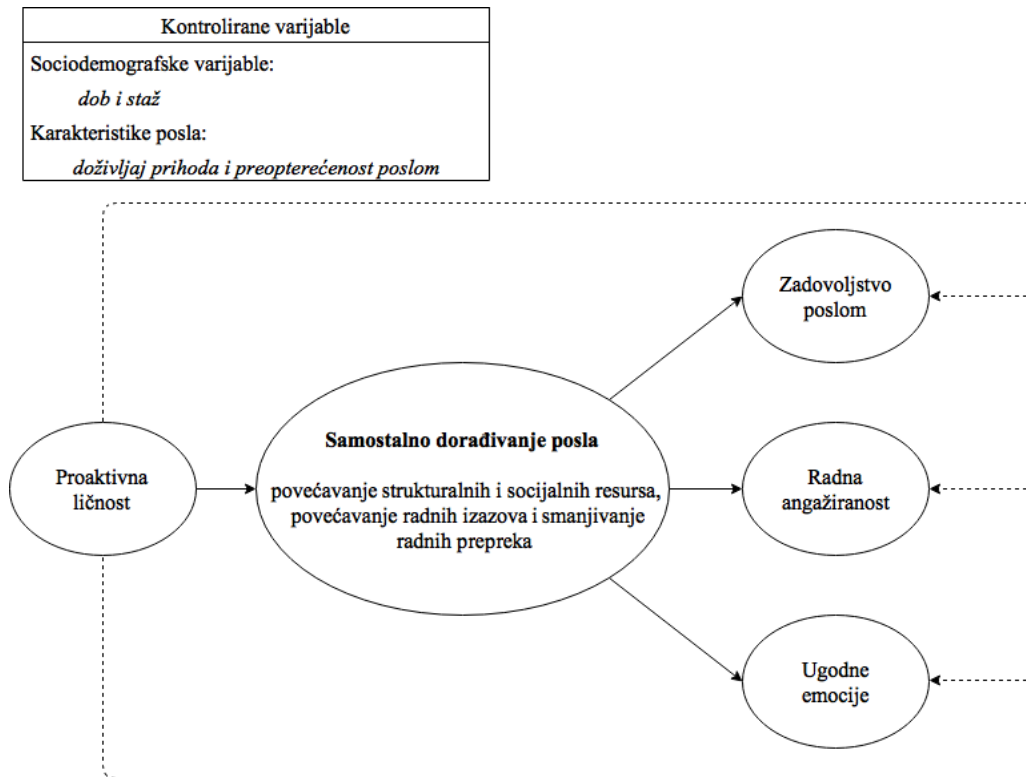 Kontrolirane varijable
Sociodemografske varijable:
dob i staž
Karakteristike posla:
doživljaj prihoda i preopterećenost poslom
Zadovoljstvo
poslom
Proaktivna
ličnost
Samostalno dorađivanje posla
povećavanje strukturalnih i socijalnih resursa,
povećavanje radnih izazova i smanjivanje
radnih prepreka
Radna
angažiranost
Ugodne
emocije